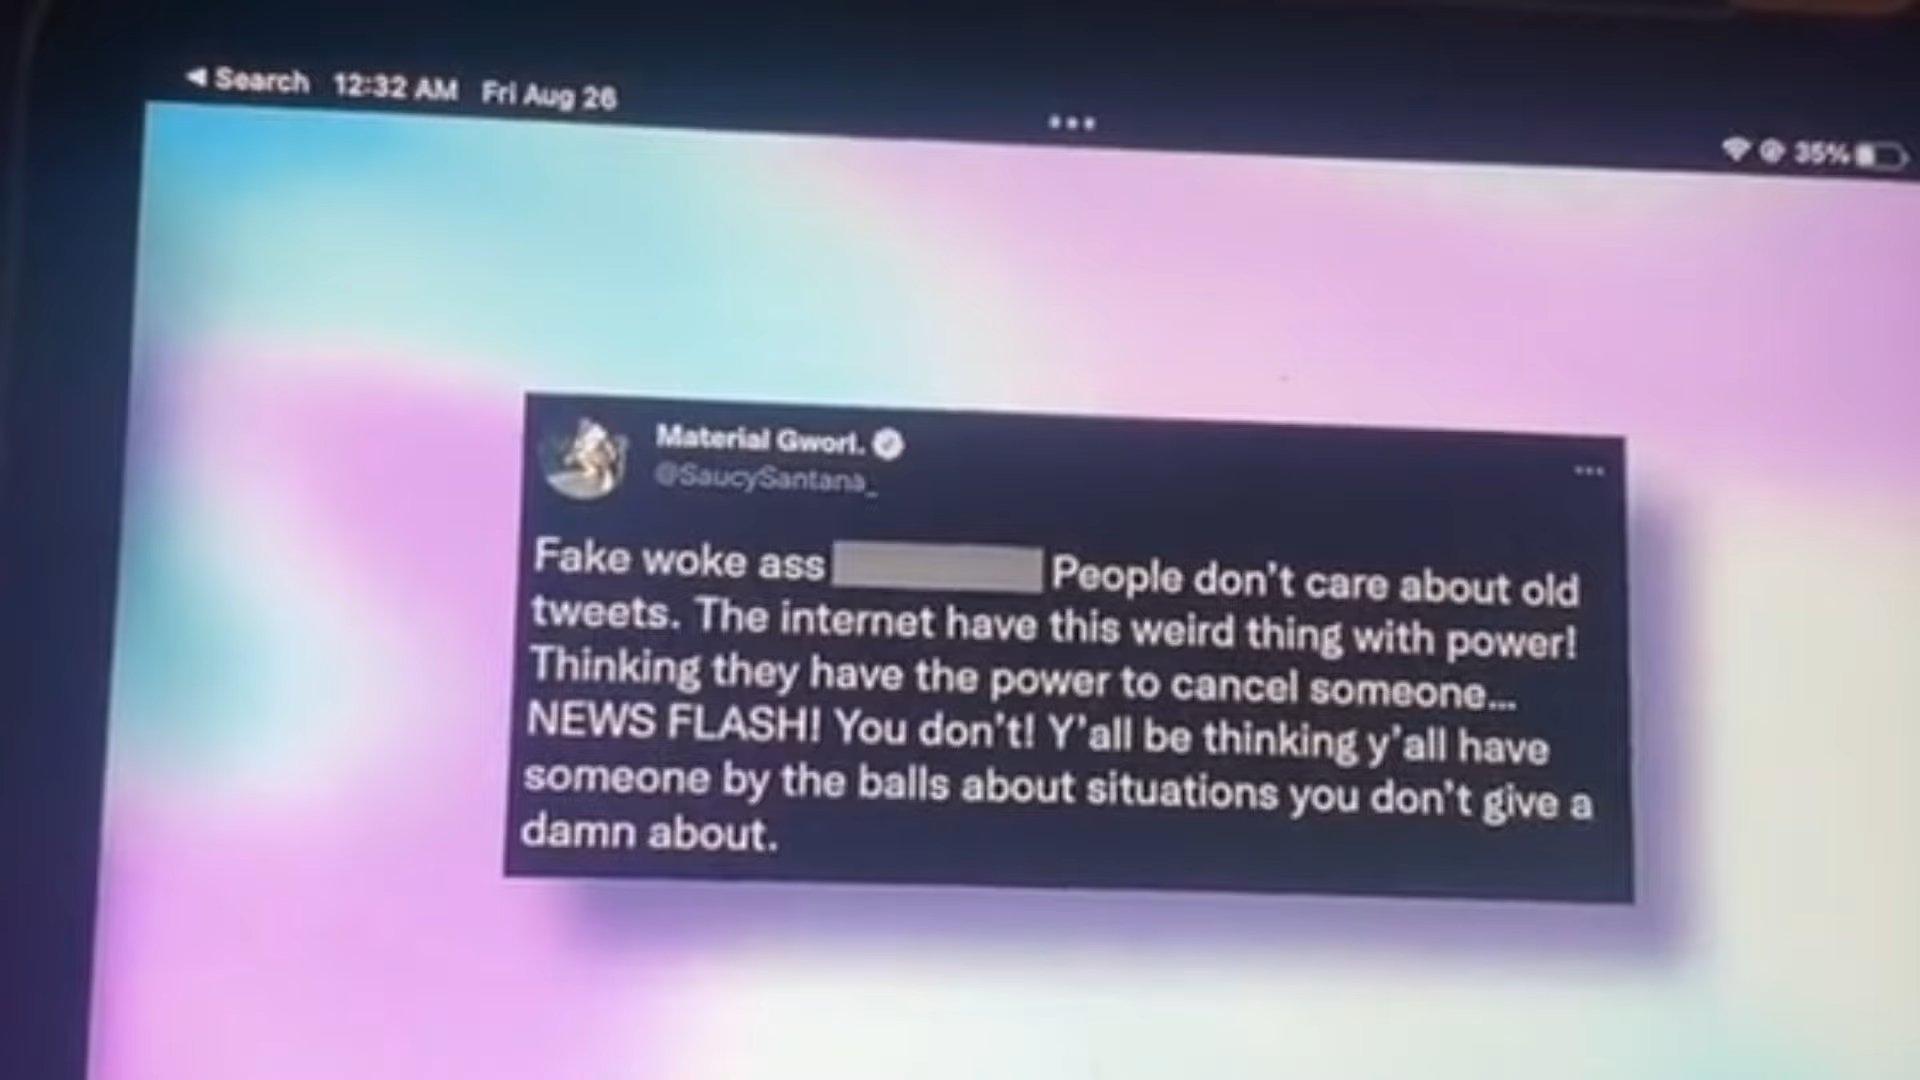 ◀ Search 12:32 AM Fri Aug 26
35%
Material Gworl.
@SaucySantana_
Fake woke ass People don't care about old
tweets. The internet have this weird thing with power!
Thinking they have the power to cancel someone...
NEWS FLASH! You don't! Y'all be thinking y'all have
someone by the balls about situations you don't give a
damn about.